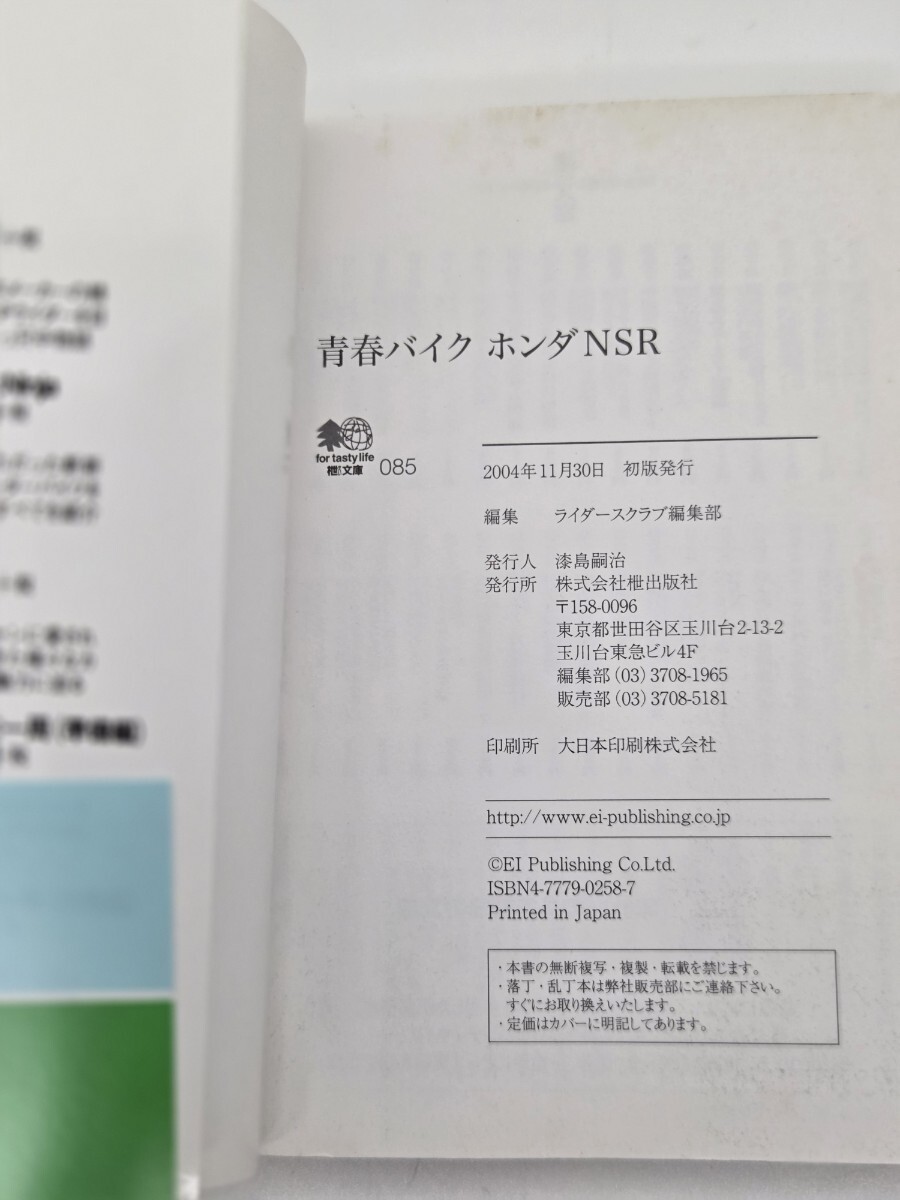 青春バイク ホンダNSR
for tasty life
枻文庫 085
2004年11月30日　初版発行
編集　ライダースクラブ編集部
発行人　漆島嗣治
発行所　株式会社枻出版社
〒158-0096
東京都世田谷区玉川台2-13-2
玉川台東急ビル4F
編集部(03)3708-1965
販売部(03)3708-5181
印刷所　大日本印刷株式会社
http://www.ei-publishing.co.jp
©EI Publishing Co.Ltd.
ISBN4-7779-0258-7
Printed in Japan
・本書の無断複写・複製・転載を禁じます。
・落丁・乱丁本は弊社販売部にご連絡下さい。
すぐにお取り換えいたします。
・定価はカバーに明記してあります。